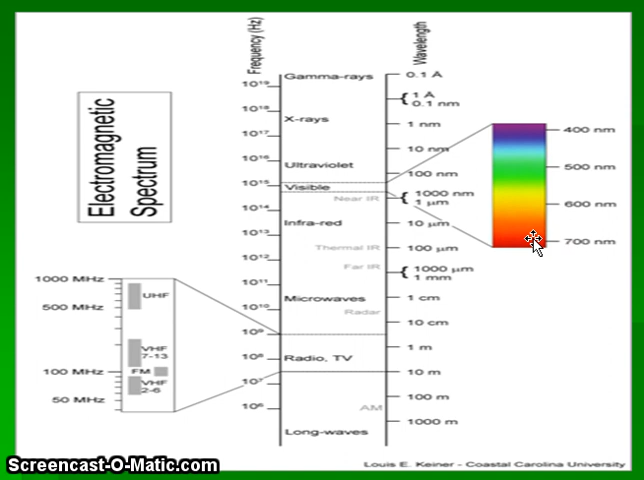 Electromagnetic
Spectrum
Frequency (Hz)
Wavelength
Gamma-rays
X-rays
Ultraviolet
Visible
Near IR
Infra-red
Thermal IR
Far IR
Microwaves
Radar
Radio, TV
AM
Long-waves
10¹⁹
10¹⁸
10¹⁷
10¹⁶
10¹⁵
10¹⁴
10¹³
10¹²
10¹¹
10¹⁰
10⁹
10⁸
10⁷
10⁶
0.1 Å
1 Å
0.1 nm
1 nm
10 nm
100 nm
1000 nm
1 µm
10 µm
100 µm
1000 µm
1 mm
1 cm
10 cm
1 m
10 m
100 m
1000 m
400 nm
500 nm
600 nm
700 nm
1000 MHz
500 MHz
100 MHz
50 MHz
UHF
VHF
7-13
FM
VHF
2-6
Louis E. Keiner - Coastal Carolina University
Screencast-O-Matic.com